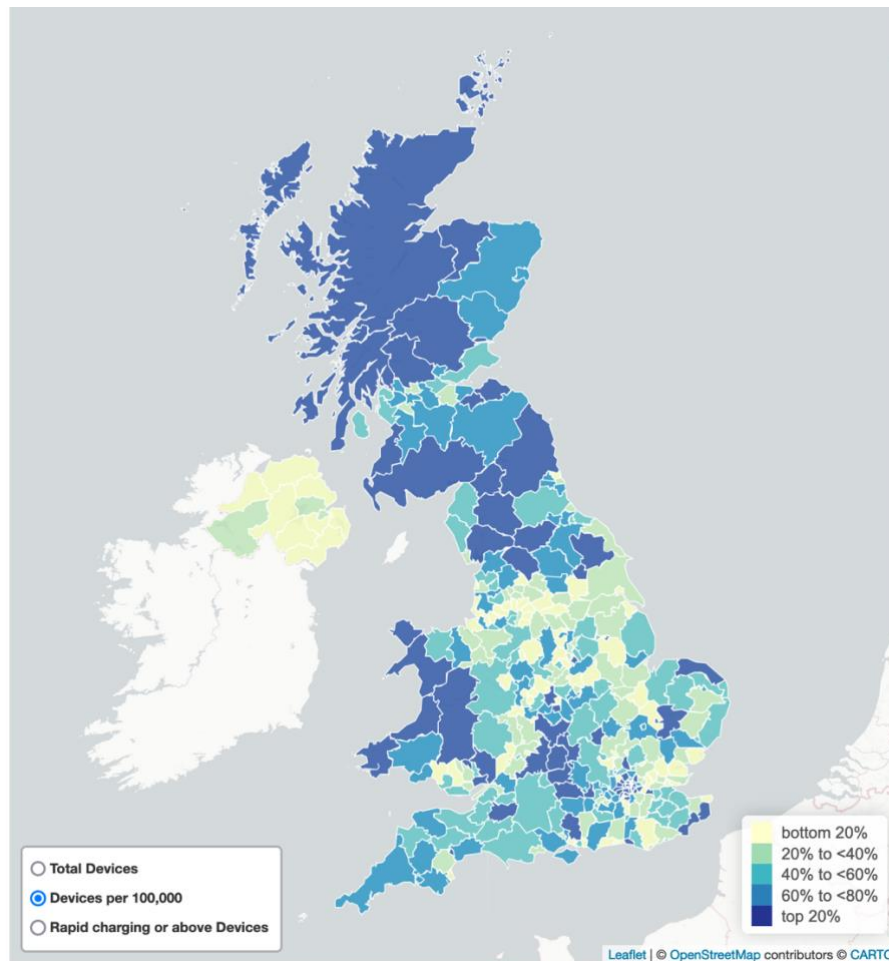 Total Devices
Devices per 100,000
Rapid charging or above Devices
bottom 20%
20% to <40%
40% to <60%
60% to <80%
top 20%
Leaflet | © OpenStreetMap contributors © CARTO